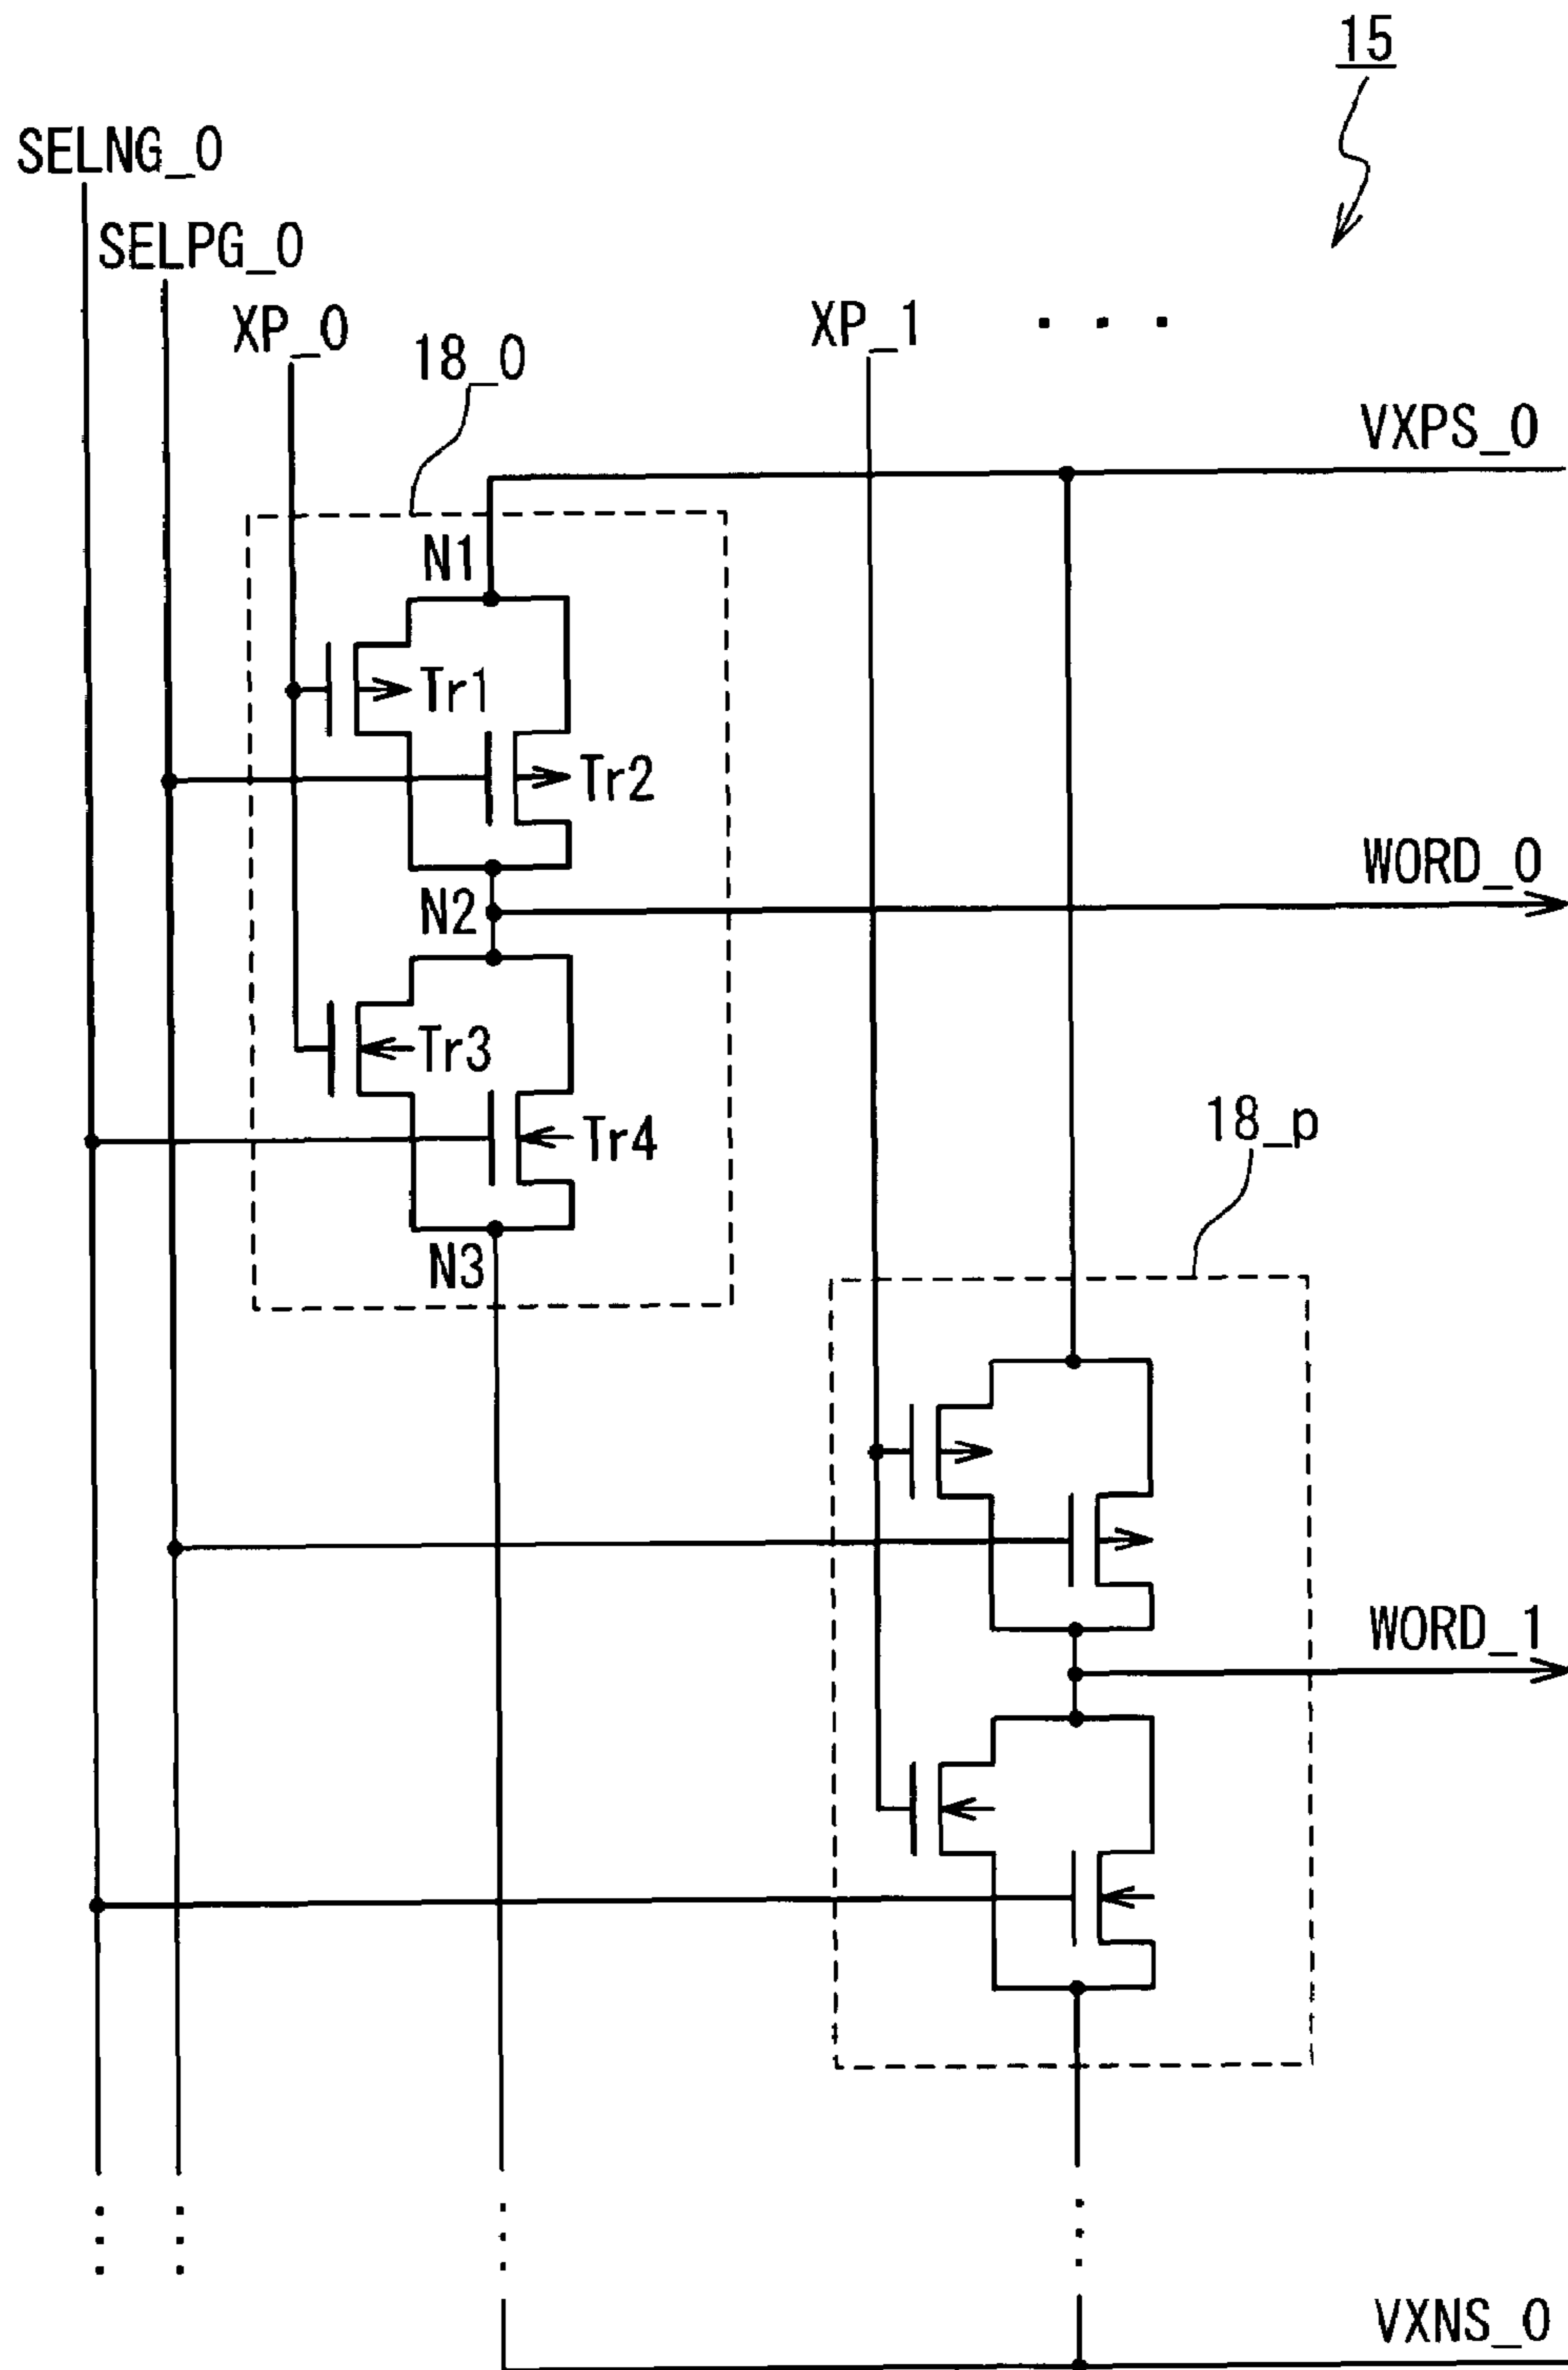 15
SELNG_0
SELPG_0
XP_0
18_0
XP_1
. . .
VXPS_0
N1
Tr1
Tr2
WORD_0
N2
Tr3
Tr4
18_p
N3
WORD_1
VXNS_0